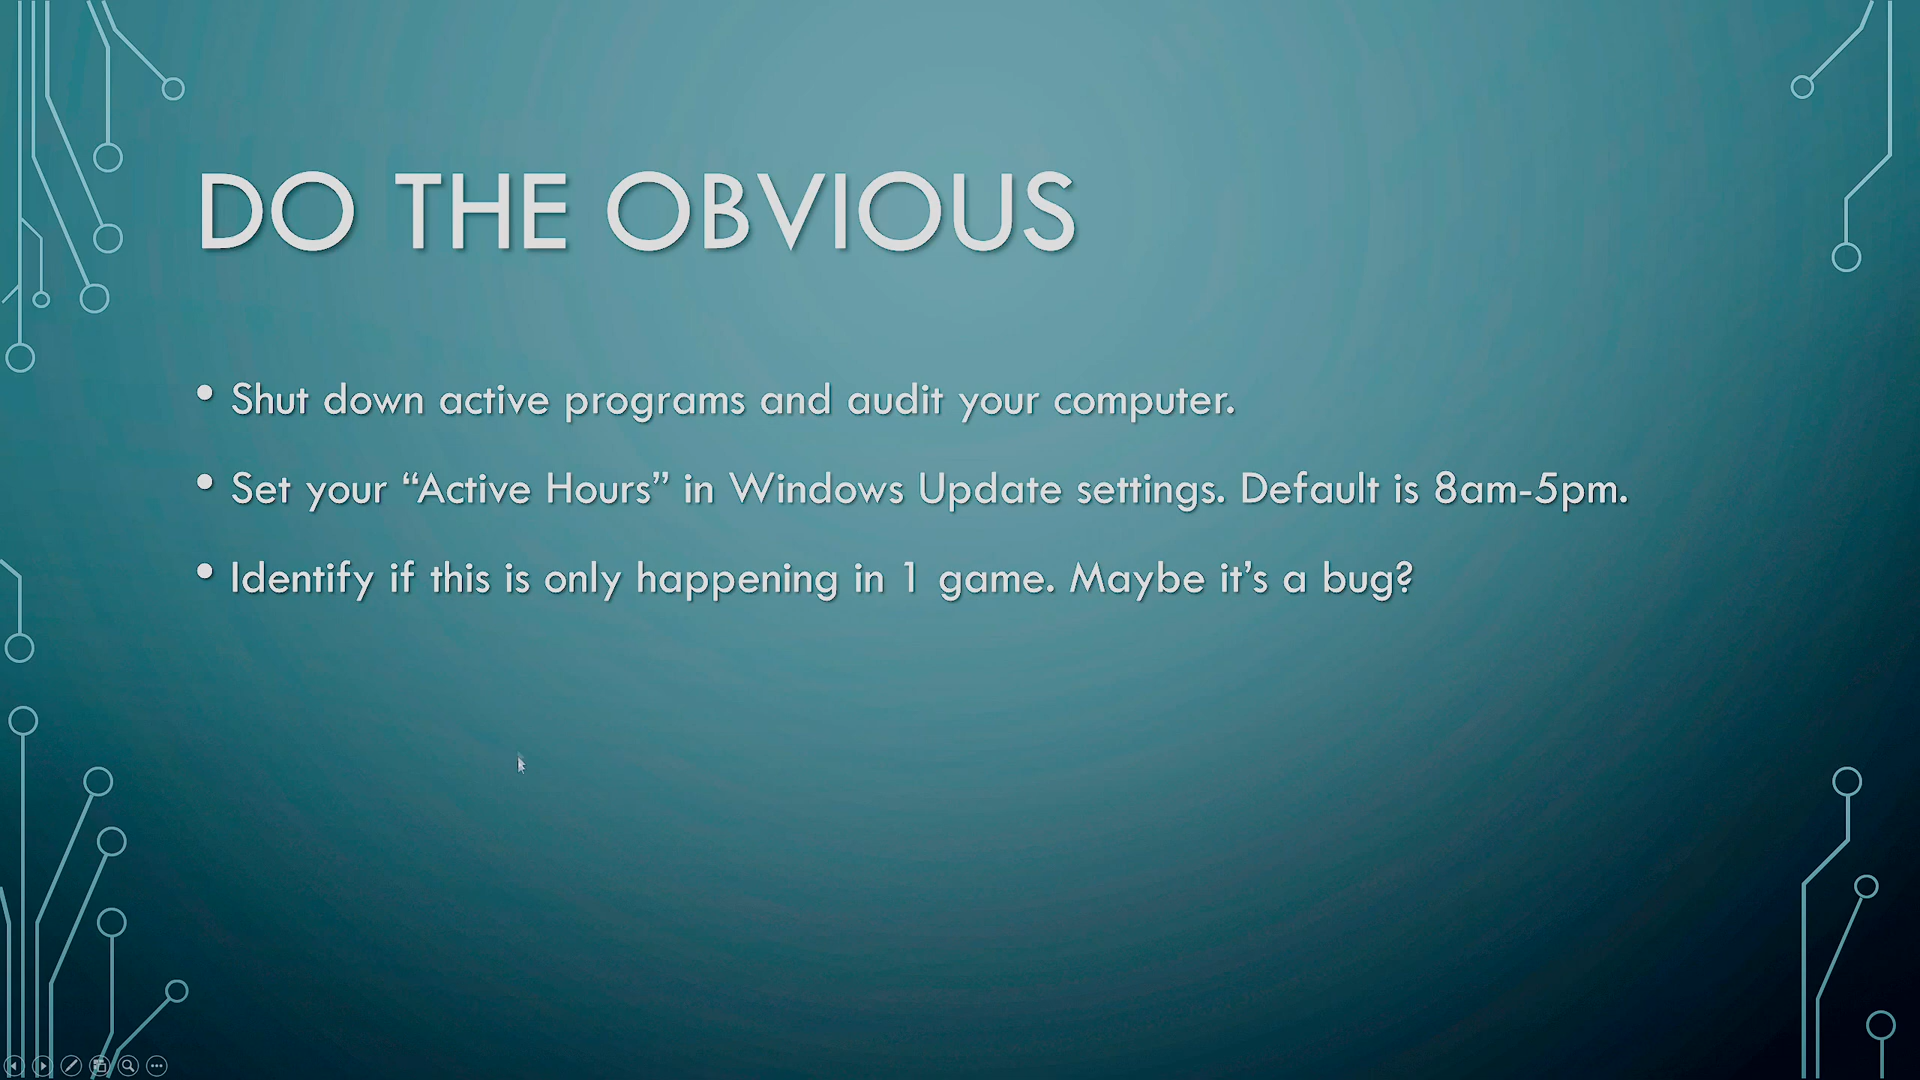 DO THE OBVIOUS
• Shut down active programs and audit your computer.
• Set your “Active Hours” in Windows Update settings. Default is 8am-5pm.
• Identify if this is only happening in 1 game. Maybe it’s a bug?